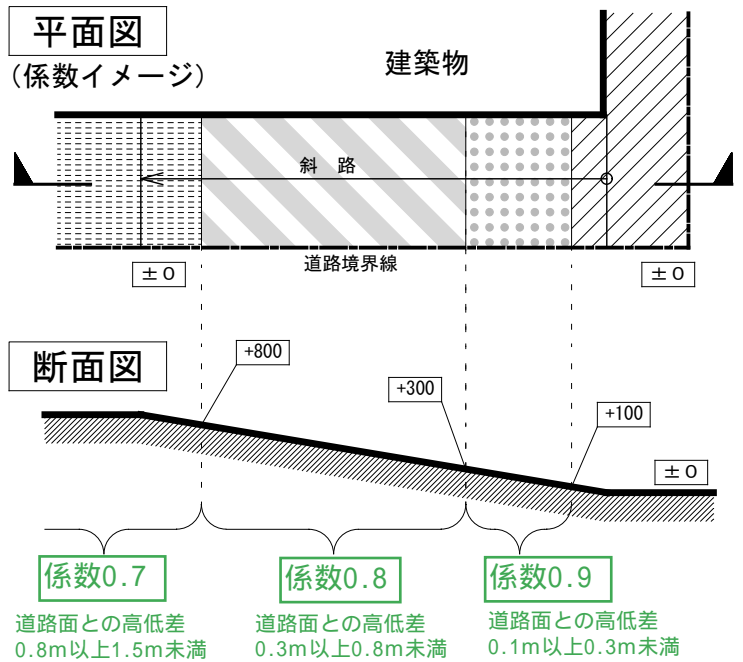 平面図
(係数イメージ)
建築物
斜 路
道路境界線
±0
±0
断面図
+800
+300
+100
±0
係数0.7
道路面との高低差
0.8m以上1.5m未満
係数0.8
道路面との高低差
0.3m以上0.8m未満
係数0.9
道路面との高低差
0.1m以上0.3m未満